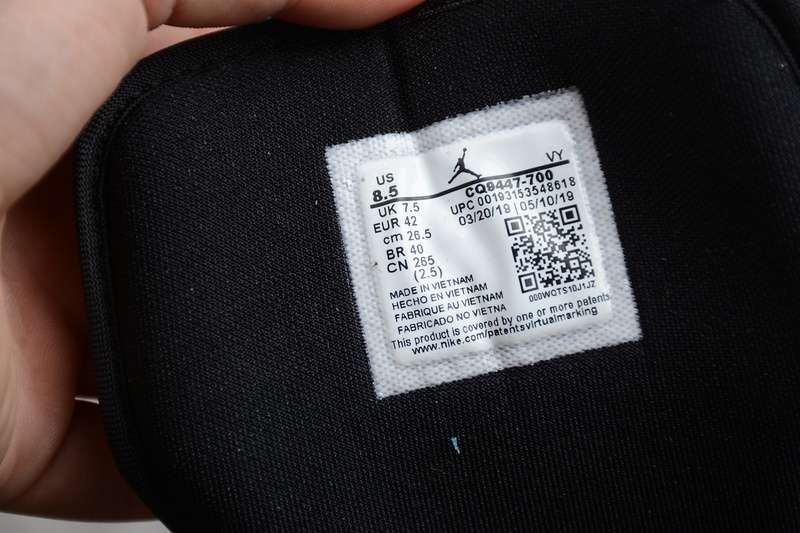 US
8.5
VY
CQ9447-700
UPC 00193153548618
03/20/19 05/10/19
UK 7.5
EUR 42
cm 26.5
BR 40
CN 265
(2.5)
000WQTS10J1JZ
MADE IN VIETNAM
HECHO EN VIETNAM
FABRIQUE AU VIETNAM
FABRICADO NO VIETNA
This product is covered by one or more patents
www.nike.com/patentsvirtualmarking